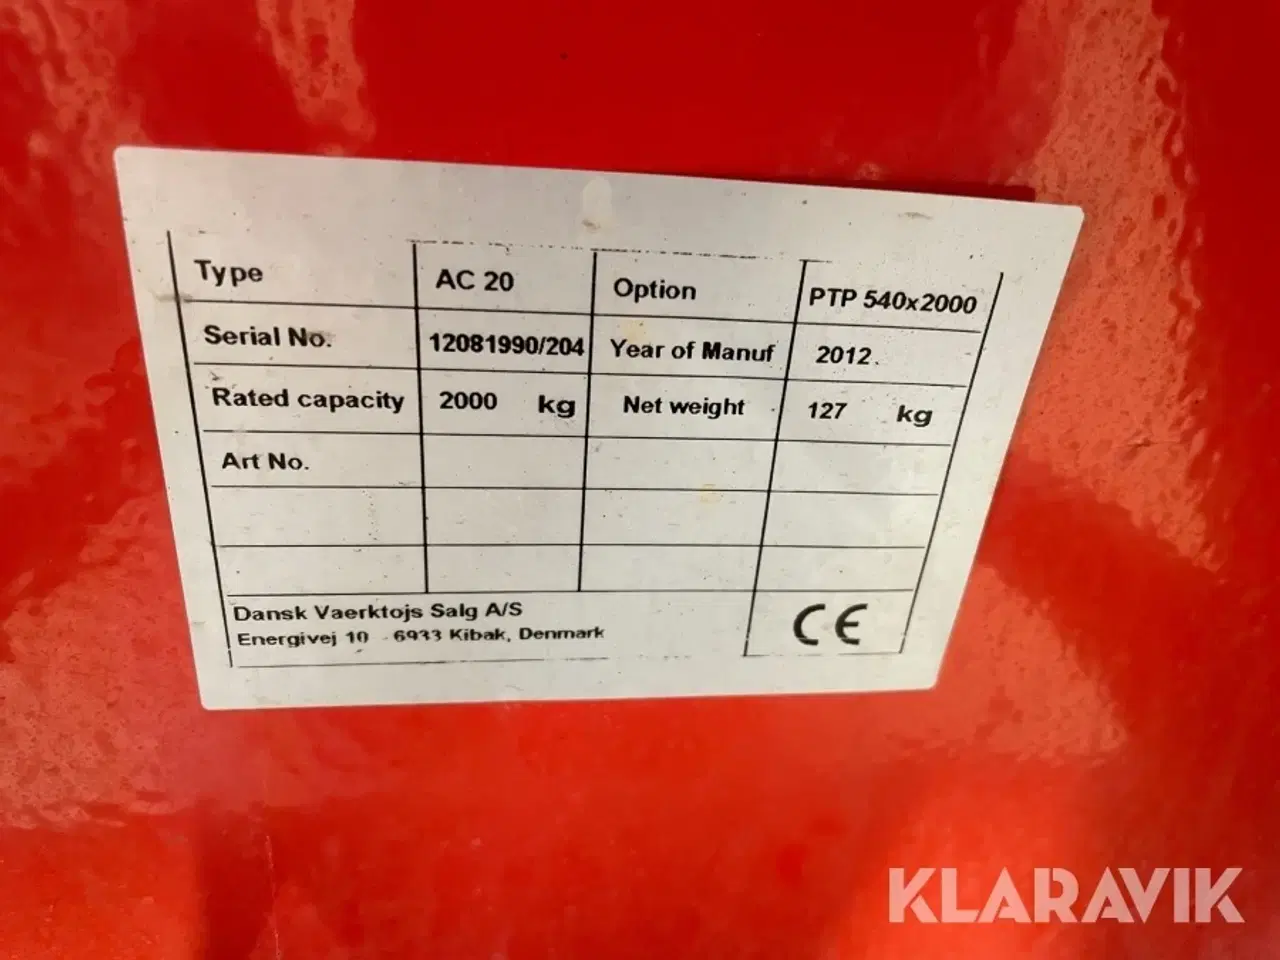 Type AC 20 Option PTP 540x2000
Serial No. 12081990/204 Year of Manuf 2012.
Rated capacity 2000 kg Net weight 127 kg
Art No.
Dansk Vaerktojs Salg A/S
Energivej 10 - 6933 Kibak, Denmark
CE
KLARAVIK